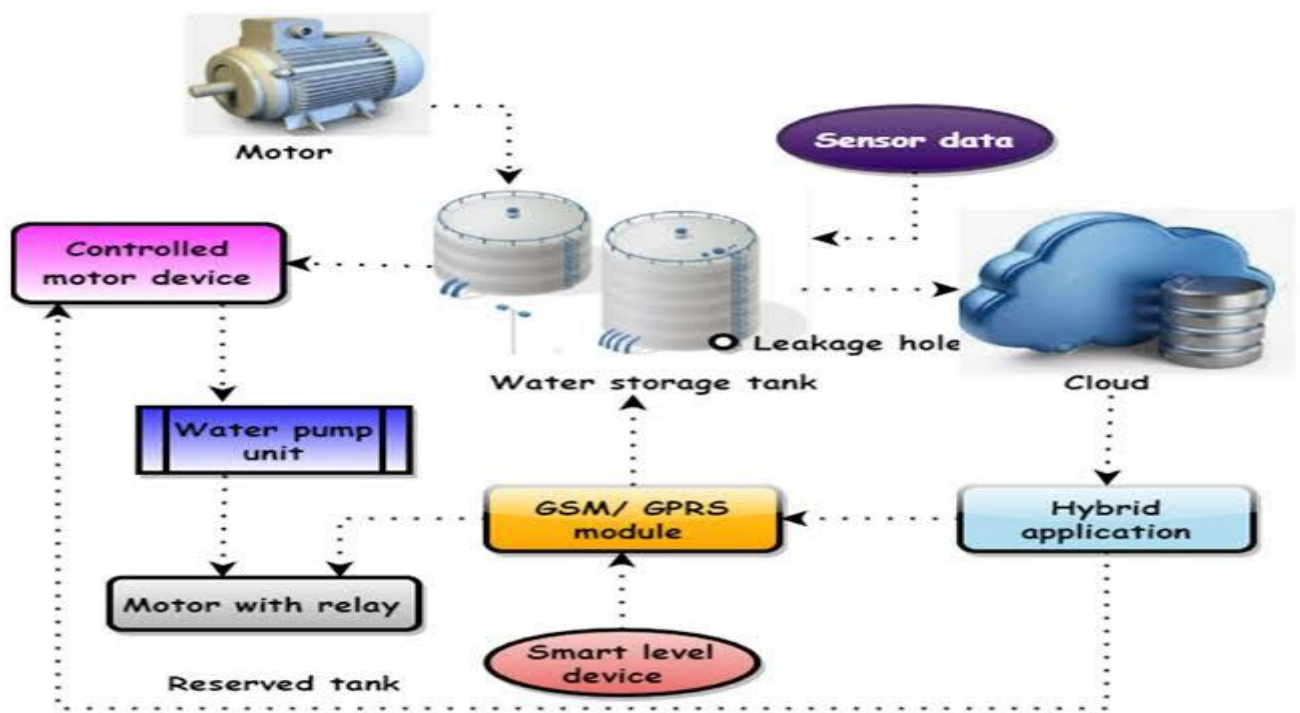 Motor
Sensor data
Controlled
motor device
Leakage hole
Water storage tank
Cloud
Water pump
unit
GSM/ GPRS
module
Hybrid
application
Motor with relay
Smart level
device
Reserved tank